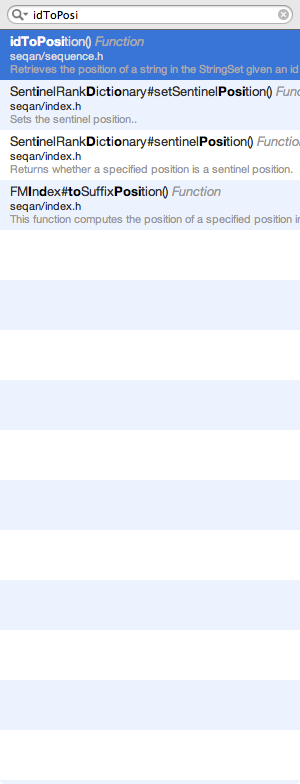 idToPosi
idToPosition() Function
seqan/sequence.h
Retrieves the position of a string in the StringSet given an id
SentinelRankDictionary#setSentinelPosition() Func
seqan/index.h
Sets the sentinel position..
SentinelRankDictionary#sentinelPosition() Function
seqan/index.h
Returns whether a specified position is a sentinel position.
FMIndex#toSuffixPosition() Function
seqan/index.h
This function computes the position of a specified position in